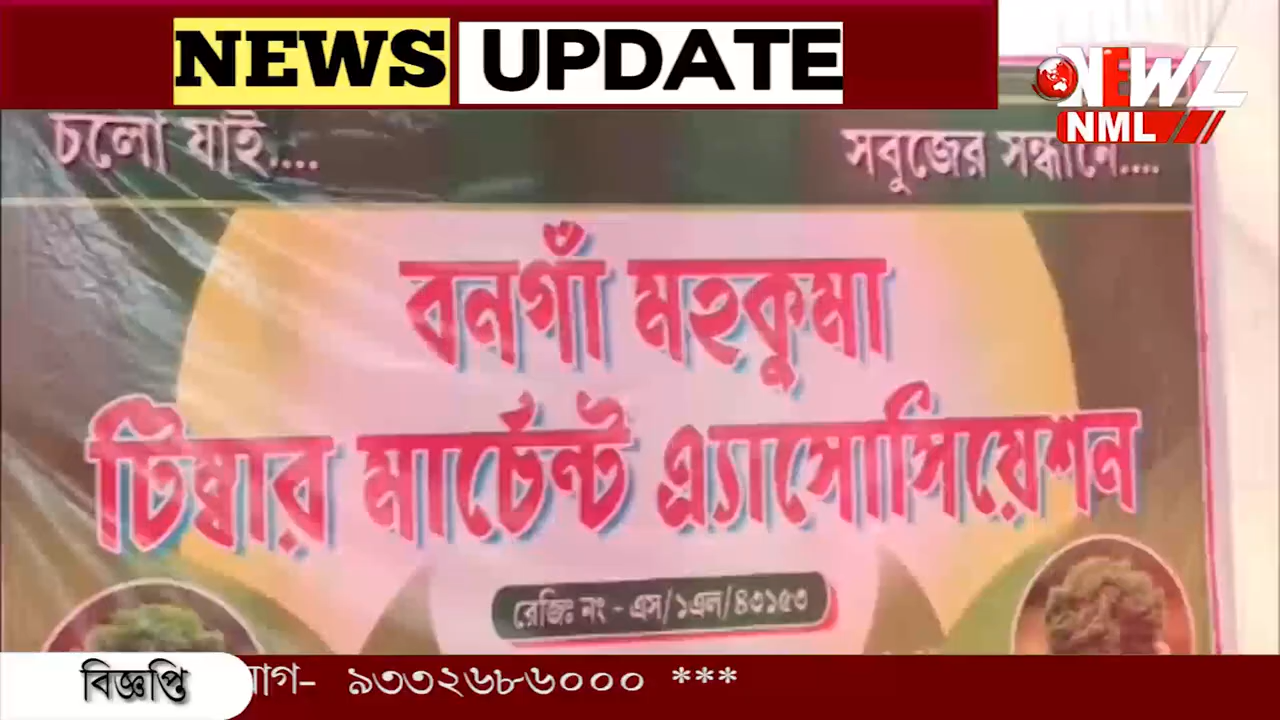 NEWS UPDATE
NEWZ
NML
চলো যাই.... সবুজের সন্ধানে....
বনগাঁ মহকুমা
টিম্বার মার্চেন্ট এ্যাসোসিয়েশন
রেজিঃ নং - এস/১এল/৪৩১৫৩
বিজ্ঞপ্তি
৯৩৩২৬৮৬০০০ ***